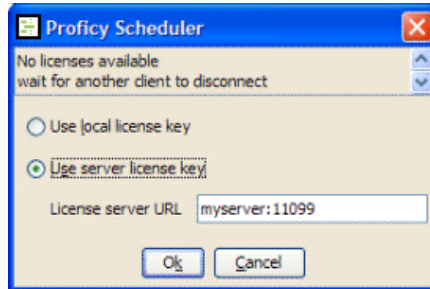 Proficy Scheduler
No licenses available
wait for another client to disconnect
Use local license key
Use server license key
License server URL myserver:11099
Ok Cancel